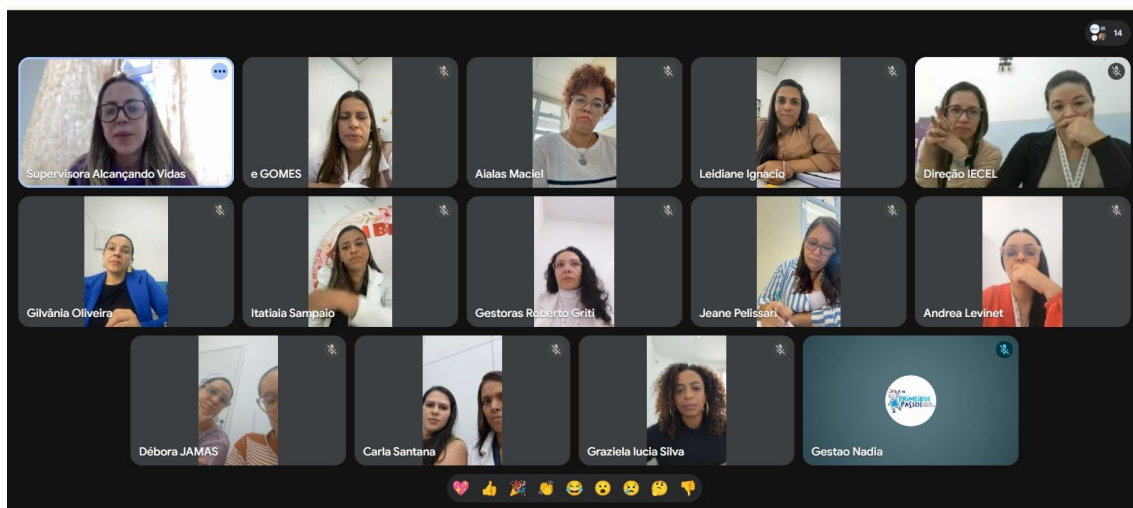 14
Supervisora Alcançando Vidas
e GOMES
Aialas Maciel
Leidiane Ignacio
Direção IECEL
Gilvânia Oliveira
Itatiaia Sampaio
Gestoras Roberto Griti
Jeane Pelissari
Andrea Levinet
Débora JAMAS
Carla Santana
Graziela lucia Silva
PRIMEIROS
PASSOS
Gestao Nadia